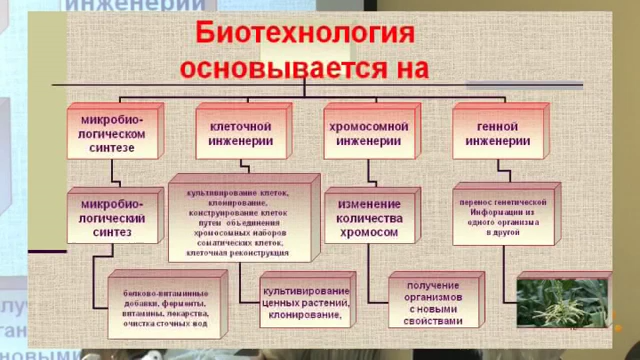 инженерии
Биотехнология
основывается на
микробио-
логическом
синтезе
клеточной
инженерии
хромосомной
инженерии
генной
инженерии
микробио-
логический
синтез
культивирование клеток,
клонирование,
конструирование клеток
путем объединения
хромосомных наборов
соматических клеток,
клеточная реконструкция
изменение
количества
хромосом
перенос генетической
Информации из
одного организма
в другой
белково-витаминные
добавки, ферменты,
витамины, лекарства,
очистка сточных вод
культивирование
ценных растений,
клонирование,
получение
организмов
с новыми
свойствами